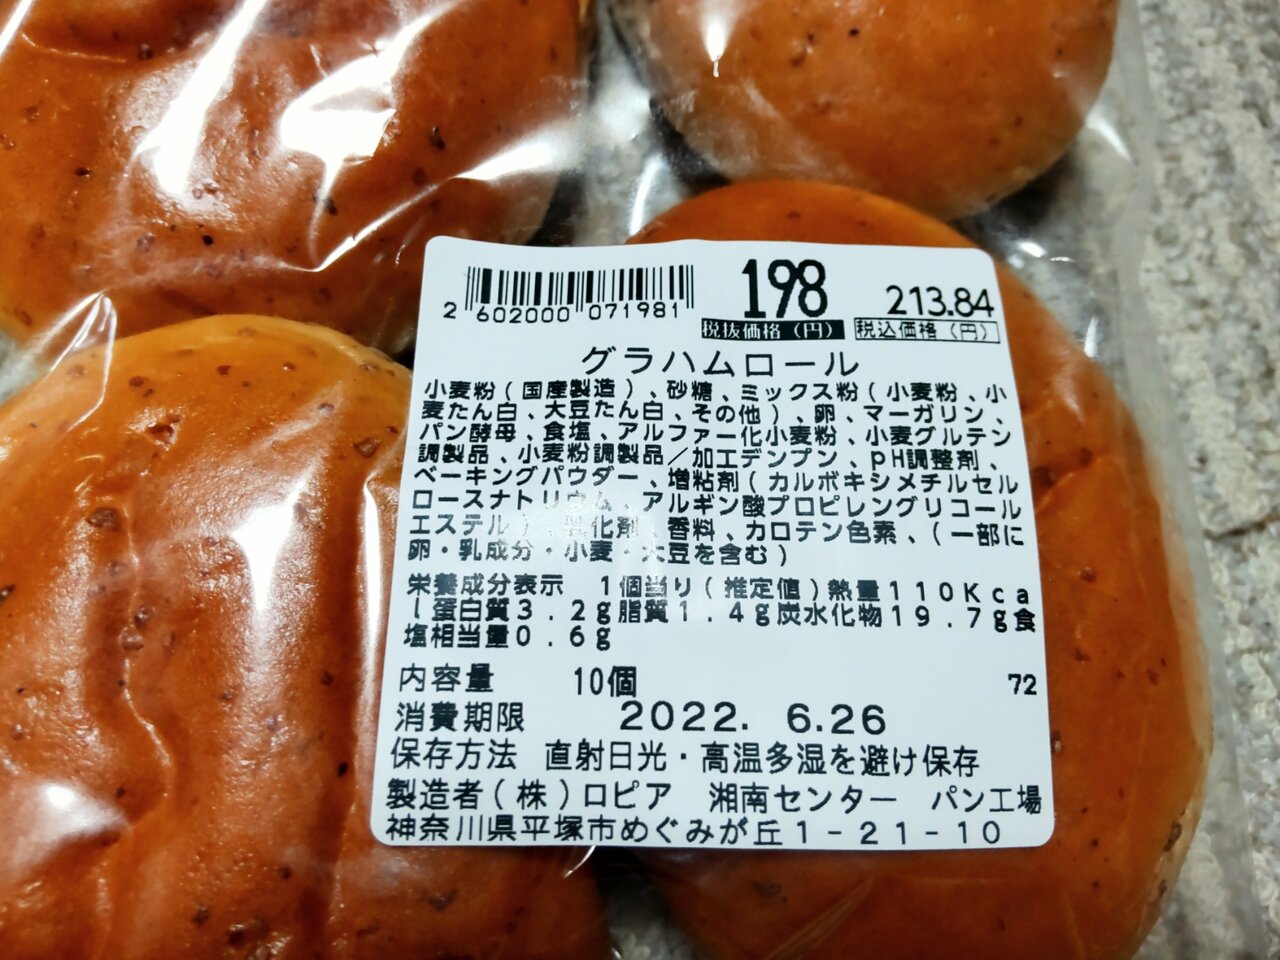 198
213.84
2 602000 071981
税抜価格(円)
税込価格(円)
グラハムロール
小麦粉(国産製造)、砂糖、ミックス粉(小麦粉、小
麦たん白、大豆たん白、その他)、卵、マーガリン、
パン酵母、食塩、アルファー化小麦粉、小麦グルテン
調製品、小麦粉調製品/加工デンプン、pH調整剤、
ベーキングパウダー、増粘剤(カルボキシメチルセル
ロースナトリウム、アルギン酸プロピレングリコール
エステル)、乳化剤、香料、カロテン色素、(一部に
卵・乳成分・小麦・大豆を含む)
栄養成分表示 1個当り(推定値)熱量110Kca
l蛋白質3.2g脂質1.4g炭水化物19.7g食
塩相当量0.6g
内容量 10個
72
消費期限 2022. 6.26
保存方法 直射日光・高温多湿を避け保存
製造者(株)ロピア 湘南センター パン工場
神奈川県平塚市めぐみが丘1-21-10